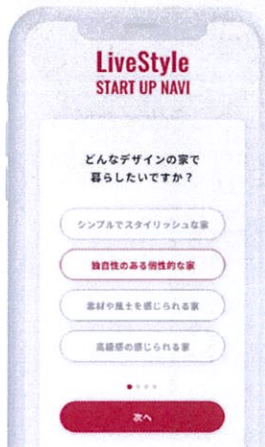 LiveStyle
START UP NAVI
どんなデザインの家で
暮らしたいですか？
シンプルでスタイリッシュな家
独自性のある個性的な家
素材や風土を感じられる家
高級感の感じられる家
次へ